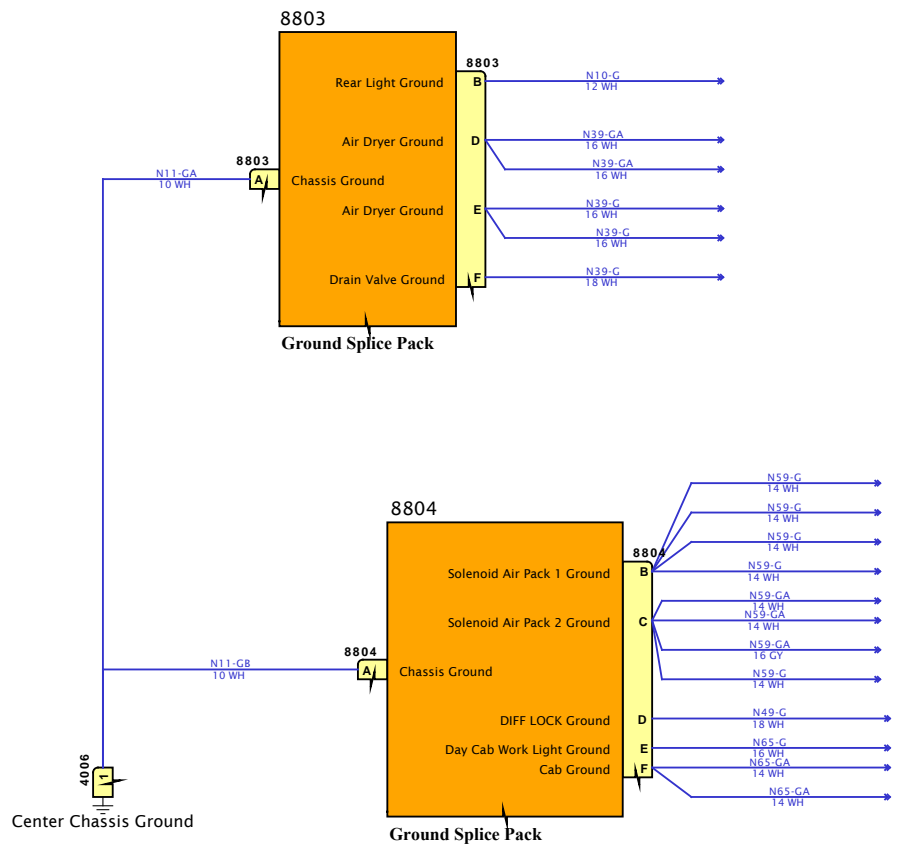 8803
8803
Rear Light Ground
B
N10-G
12 WH
Air Dryer Ground
D
N39-GA
16 WH
N39-GA
16 WH
8803
A
Chassis Ground
N11-GA
10 WH
Air Dryer Ground
E
N39-G
16 WH
N39-G
16 WH
Drain Valve Ground
F
N39-G
18 WH
Ground Splice Pack
8804
8804
N59-G
14 WH
N59-G
14 WH
N59-G
14 WH
Solenoid Air Pack 1 Ground
B
N59-G
14 WH
N59-GA
14 WH
Solenoid Air Pack 2 Ground
C
N59-GA
14 WH
N59-GA
16 GY
8804
A
Chassis Ground
N11-GB
10 WH
N59-G
14 WH
DIFF LOCK Ground
D
N49-G
18 WH
Day Cab Work Light Ground
E
N65-G
16 WH
Cab Ground
F
N65-GA
14 WH
N65-GA
14 WH
4006
1
Center Chassis Ground
Ground Splice Pack